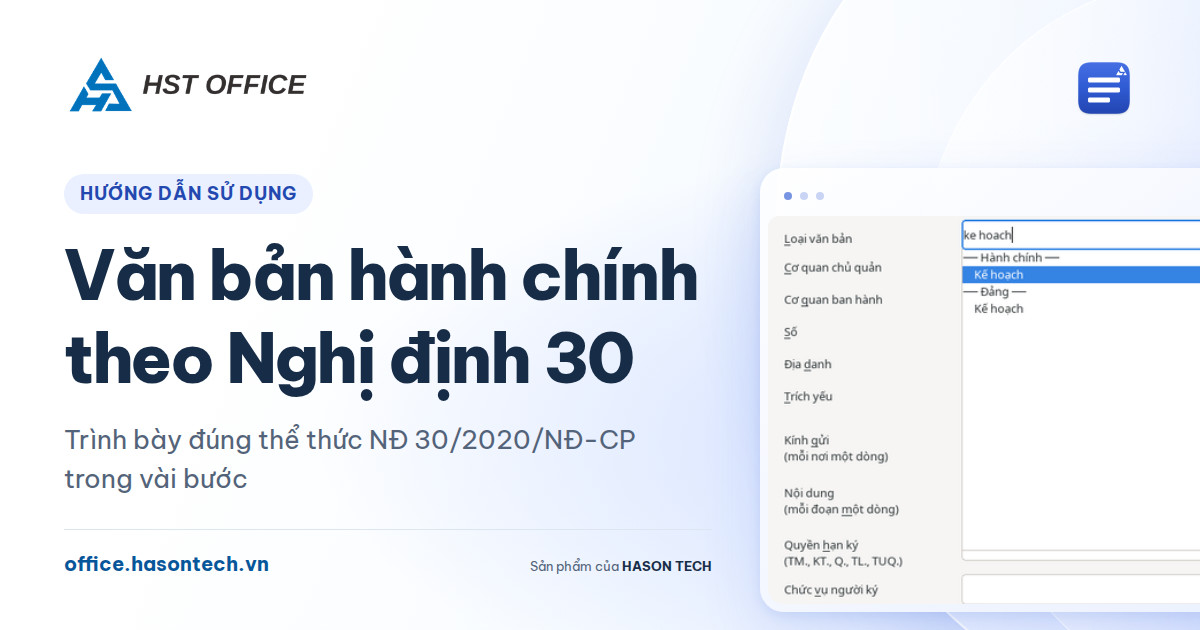 HST OFFICE
HƯỚNG DẪN SỬ DỤNG
Văn bản hành chính
theo Nghị định 30
Trình bày đúng thể thức NĐ 30/2020/NĐ-CP
trong vài bước
office.hasontech.vn
Sản phẩm của HASON TECH
Loại văn bản
ke hoach
— Hành chính —
Kế hoạch
— Đảng —
Kế hoạch
Cơ quan chủ quản
Cơ quan ban hành
Số
Địa danh
Trích yếu
Kính gửi
(mỗi nơi một dòng)
Nội dung
(mỗi đoạn một dòng)
Quyền hạn ký
(TM., KT., Q., TL., TUQ.)
Chức vụ người ký